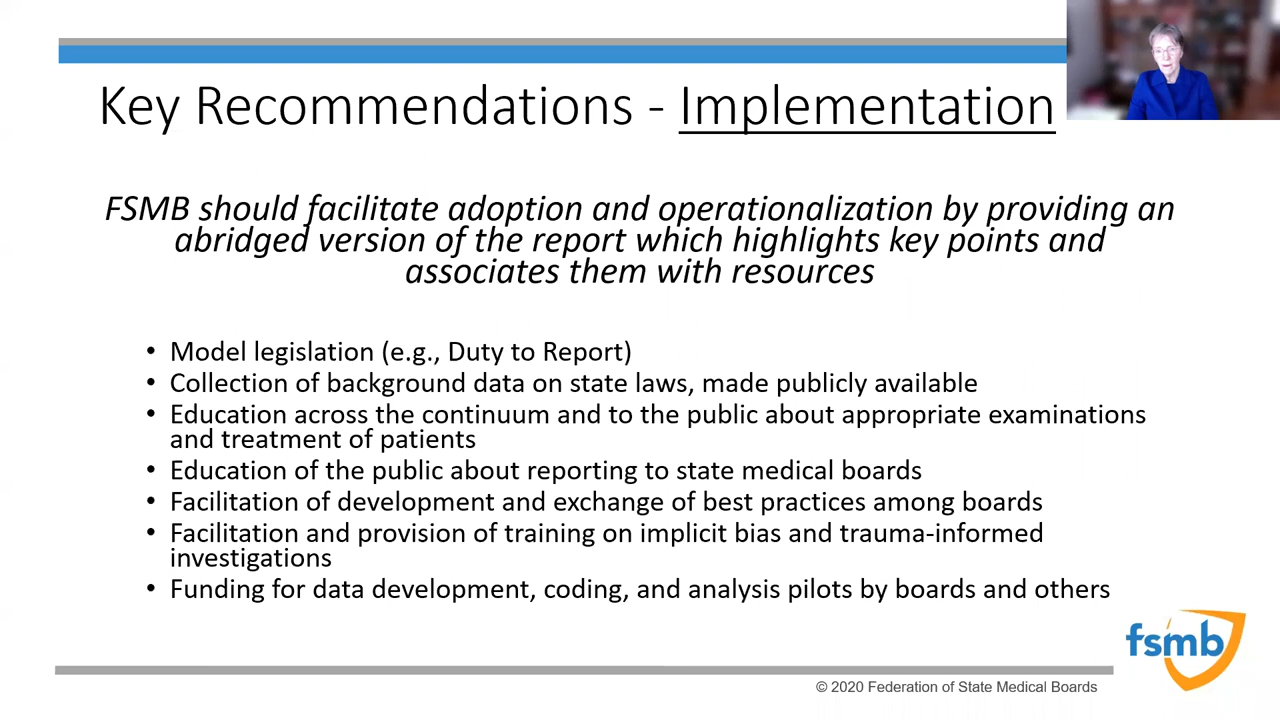 Key Recommendations - Implementation
FSMB should facilitate adoption and operationalization by providing an
abridged version of the report which highlights key points and
associates them with resources
• Model legislation (e.g., Duty to Report)
• Collection of background data on state laws, made publicly available
• Education across the continuum and to the public about appropriate examinations
and treatment of patients
• Education of the public about reporting to state medical boards
• Facilitation of development and exchange of best practices among boards
• Facilitation and provision of training on implicit bias and trauma-informed
investigations
• Funding for data development, coding, and analysis pilots by boards and others
fsmb
© 2020 Federation of State Medical Boards